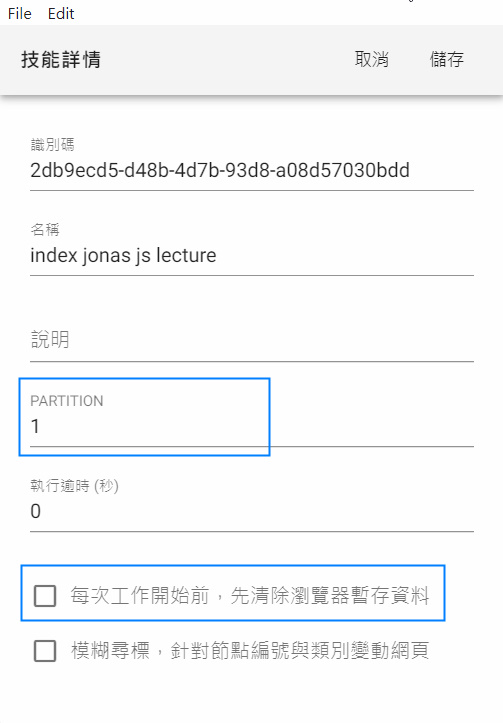 File Edit
技能詳情 取消 儲存
識別碼
2db9ecd5-d48b-4d7b-93d8-a08d57030bdd
名稱
index jonas js lecture
說明
PARTITION
1
執行逾時 (秒)
0
每次工作開始前，先清除瀏覽器暫存資料
模糊尋標，針對節點編號與類別變動網頁